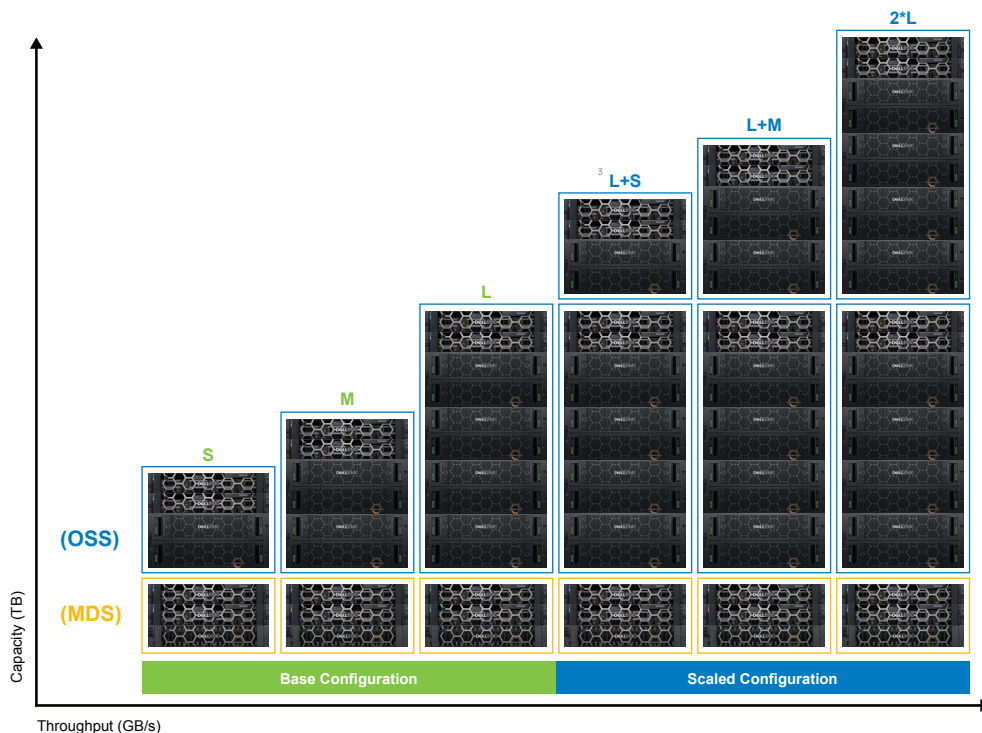 2*L
L+M
3
L+S
L
M
S
(OSS)
(MDS)
Capacity (TB)
Base Configuration
Scaled Configuration
Throughput (GB/s)